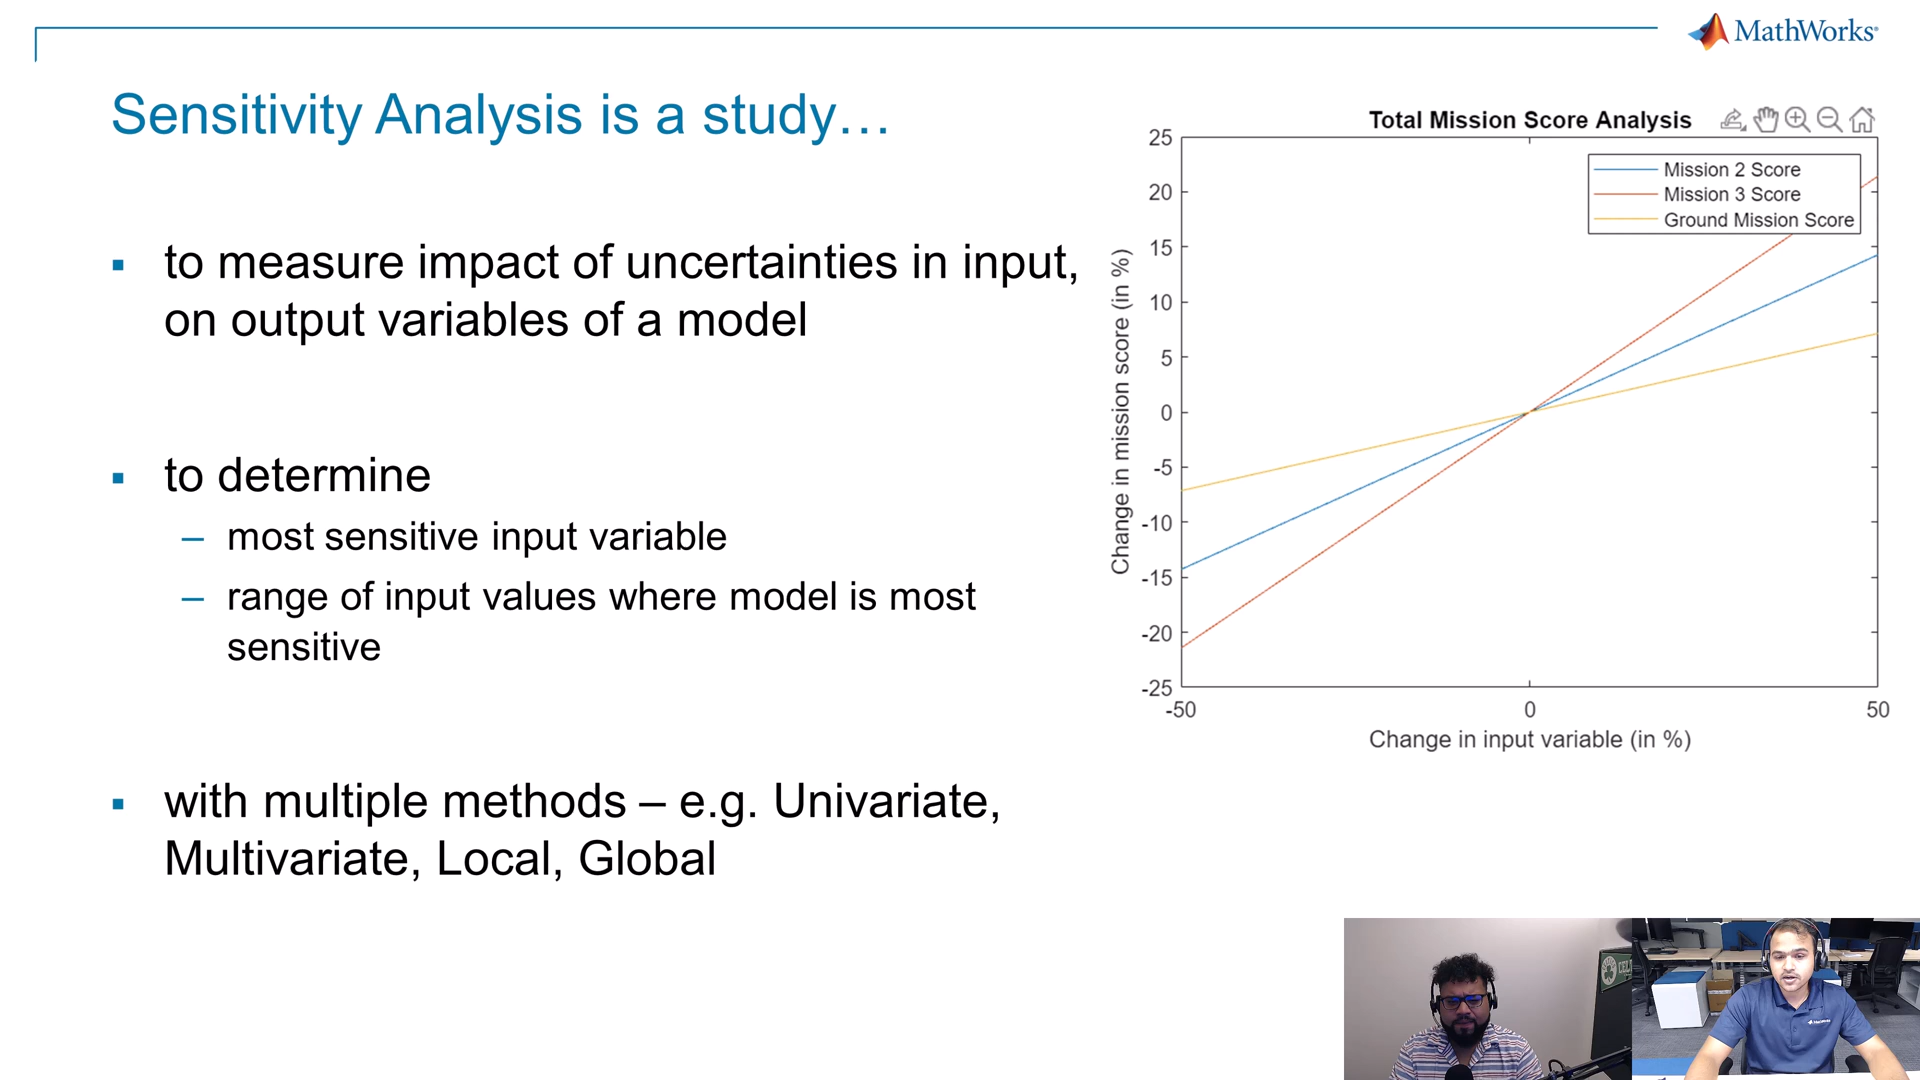 MathWorks®
Sensitivity Analysis is a study…
▪ to measure impact of uncertainties in input,
on output variables of a model
▪ to determine
– most sensitive input variable
– range of input values where model is most
sensitive
▪ with multiple methods – e.g. Univariate,
Multivariate, Local, Global
Total Mission Score Analysis
Mission 2 Score
Mission 3 Score
Ground Mission Score
Change in mission score (in %)
25
20
15
10
5
0
-5
-10
-15
-20
-25
-50
0
50
Change in input variable (in %)